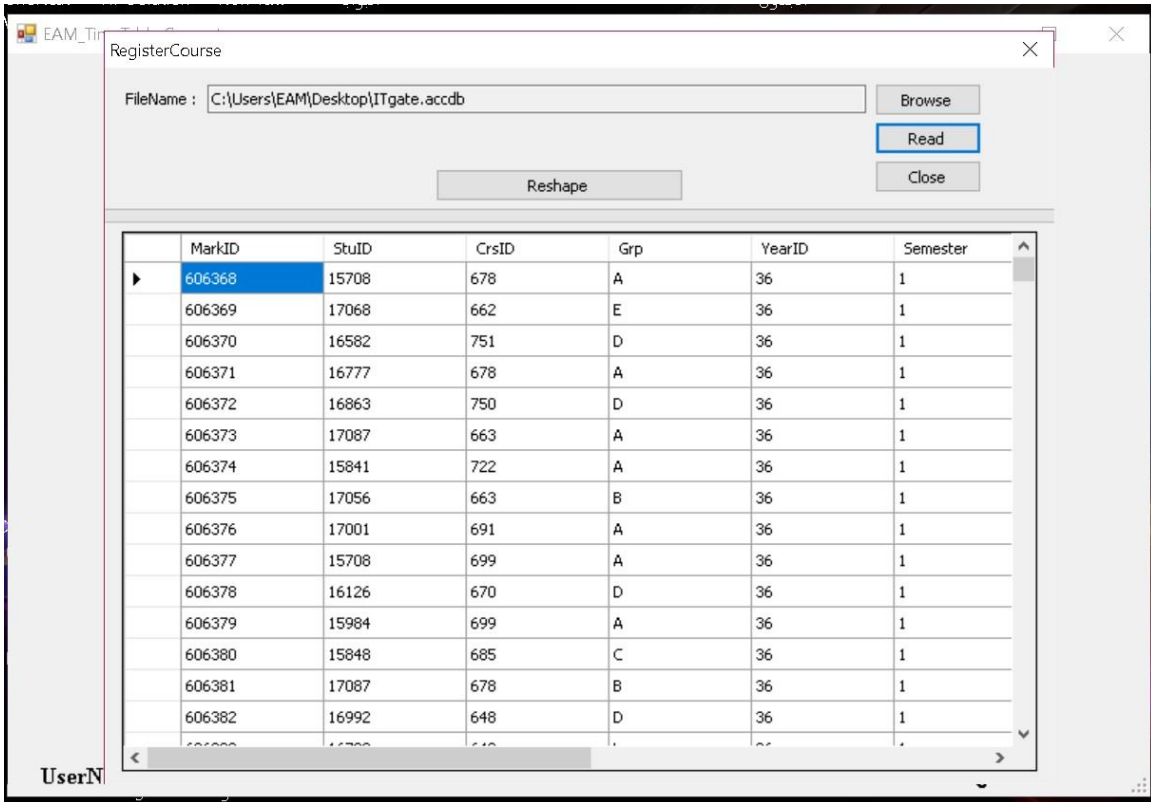 RegisterCourse
FileName : C:\Users\EAM\Desktop\ITgate.accdb Browse
Read
Reshape Close
MarkID StuID CrsID Grp YearID Semester
606368 15708 678 A 36 1
606369 17068 662 E 36 1
606370 16582 751 D 36 1
606371 16777 678 A 36 1
606372 16863 750 D 36 1
606373 17087 663 A 36 1
606374 15841 722 A 36 1
606375 17056 663 B 36 1
606376 17001 691 A 36 1
606377 15708 699 A 36 1
606378 16126 670 D 36 1
606379 15984 699 A 36 1
606380 15848 685 C 36 1
606381 17087 678 B 36 1
606382 16992 648 D 36 1